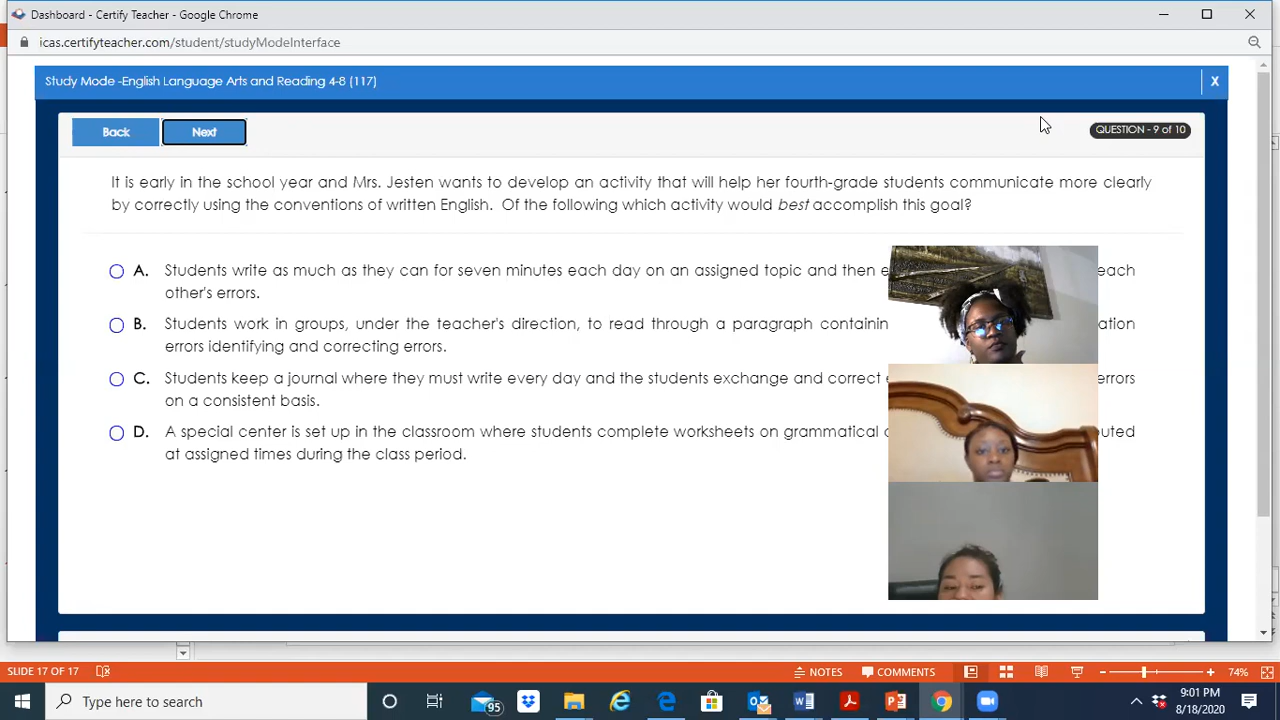 Dashboard - Certify Teacher - Google Chrome
icas.certifyteacher.com/student/studyModeInterface
Study Mode -English Language Arts and Reading 4-8 (117)
X
Back
Next
QUESTION - 9 of 10
It is early in the school year and Mrs. Jesten wants to develop an activity that will help her fourth-grade students communicate more clearly
by correctly using the conventions of written English. Of the following which activity would best accomplish this goal?
A. Students write as much as they can for seven minutes each day on an assigned topic and then each
other's errors.
B. Students work in groups, under the teacher's direction, to read through a paragraph
errors identifying and correcting errors.
C. Students keep a journal where they must write every day and the students exchange and correct errors
on a consistent basis.
D. A special center is set up in the classroom where students complete worksheets on grammatical
at assigned times during the class period.
SLIDE 17 OF 17
NOTES
COMMENTS
74%
Type here to search
95
9:01 PM
8/18/2020